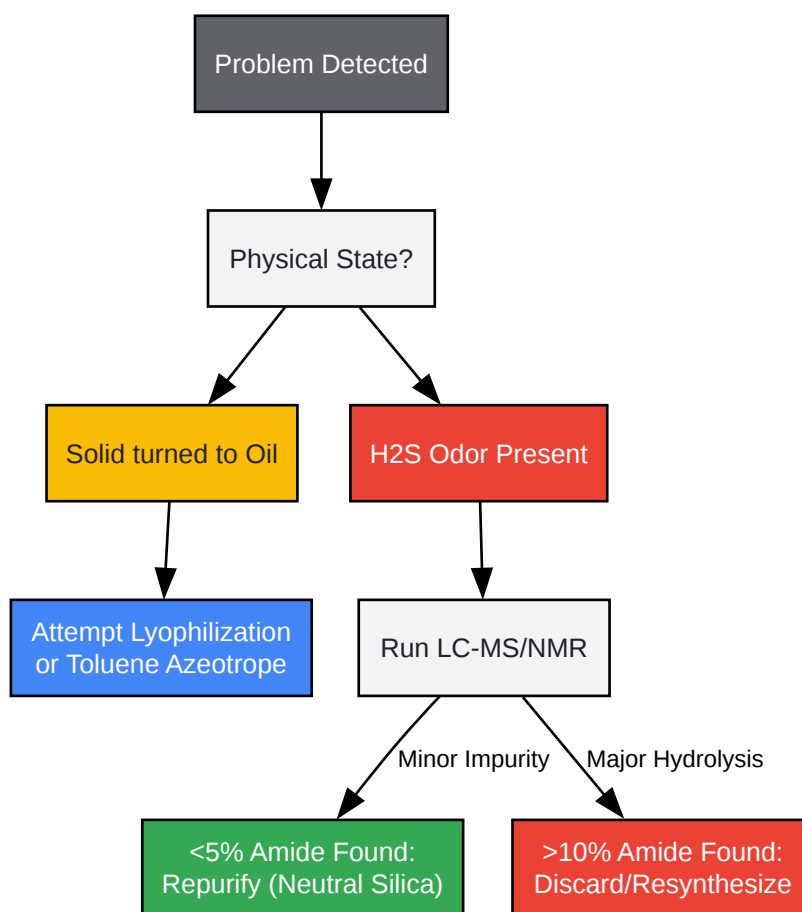 Problem Detected
Physical State?
Solid turned to Oil
H2S Odor Present
Attempt Lyophilization
or Toluene Azeotrope
Run LC-MS/NMR
Minor Impurity
Major Hydrolysis
<5% Amide Found:
Repurify (Neutral Silica)
>10% Amide Found:
Discard/Resynthesize